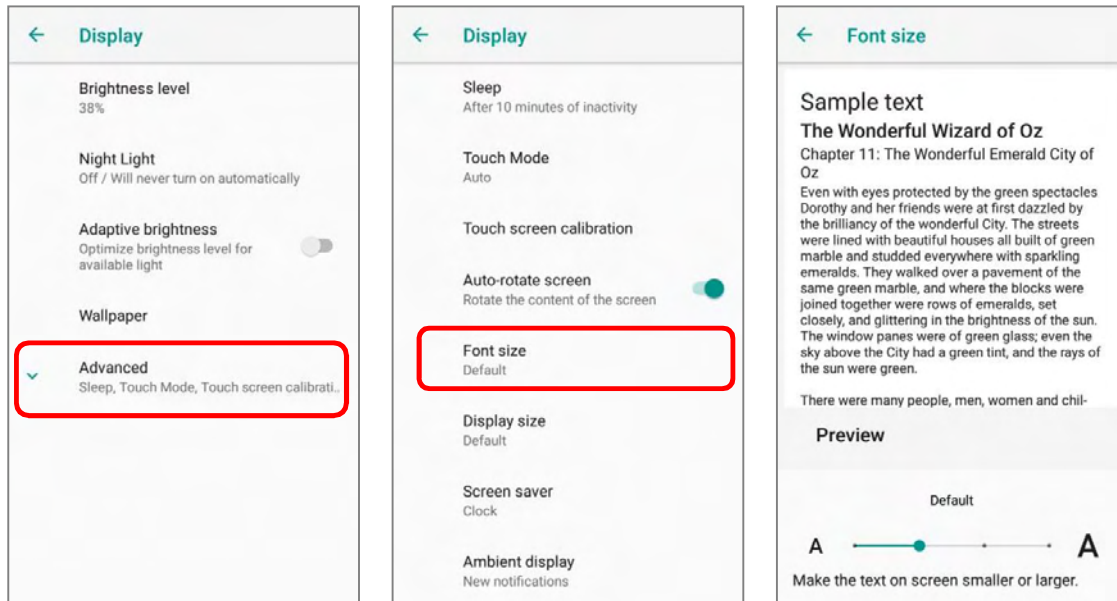 Display
Brightness level
38%
Night Light
Off / Will never turn on automatically
Adaptive brightness
Optimize brightness level for
available light
Wallpaper
Advanced
Sleep, Touch Mode, Touch screen calibrati..
Display
Sleep
After 10 minutes of inactivity
Touch Mode
Auto
Touch screen calibration
Auto-rotate screen
Rotate the content of the screen
Font size
Default
Display size
Default
Screen saver
Clock
Ambient display
New notifications
Font size
Sample text
The Wonderful Wizard of Oz
Chapter 11: The Wonderful Emerald City of
Oz
Even with eyes protected by the green spectacles
Dorothy and her friends were at first dazzled by
the brilliancy of the wonderful City. The streets
were lined with beautiful houses all built of green
marble and studded everywhere with sparkling
emeralds. They walked over a pavement of the
same green marble, and where the blocks were
joined together were rows of emeralds, set
closely, and glittering in the brightness of the sun.
The window panes were of green glass; even the
sky above the City had a green tint, and the rays of
the sun were green.
There were many people, men, women and chil-
Preview
Default
A A
Make the text on screen smaller or larger.